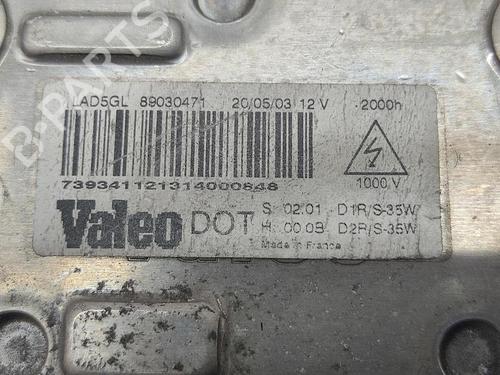 LAD5GL 89030471 20/05/03 12 V 2000h
739341121314000848
1000 V
Valeo DOT
S: 02.01 D1R/S-35W
H: 00.0B D2R/S-35W
Made in France
B-PARTS